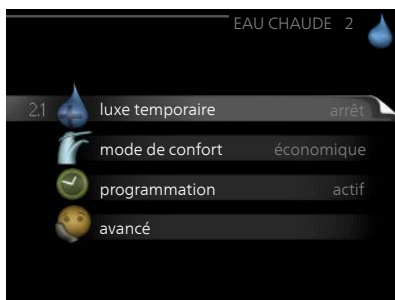 EAU CHAUDE 2
2.1 luxe temporaire arrêt
mode de confort économique
programmation actif
avancé